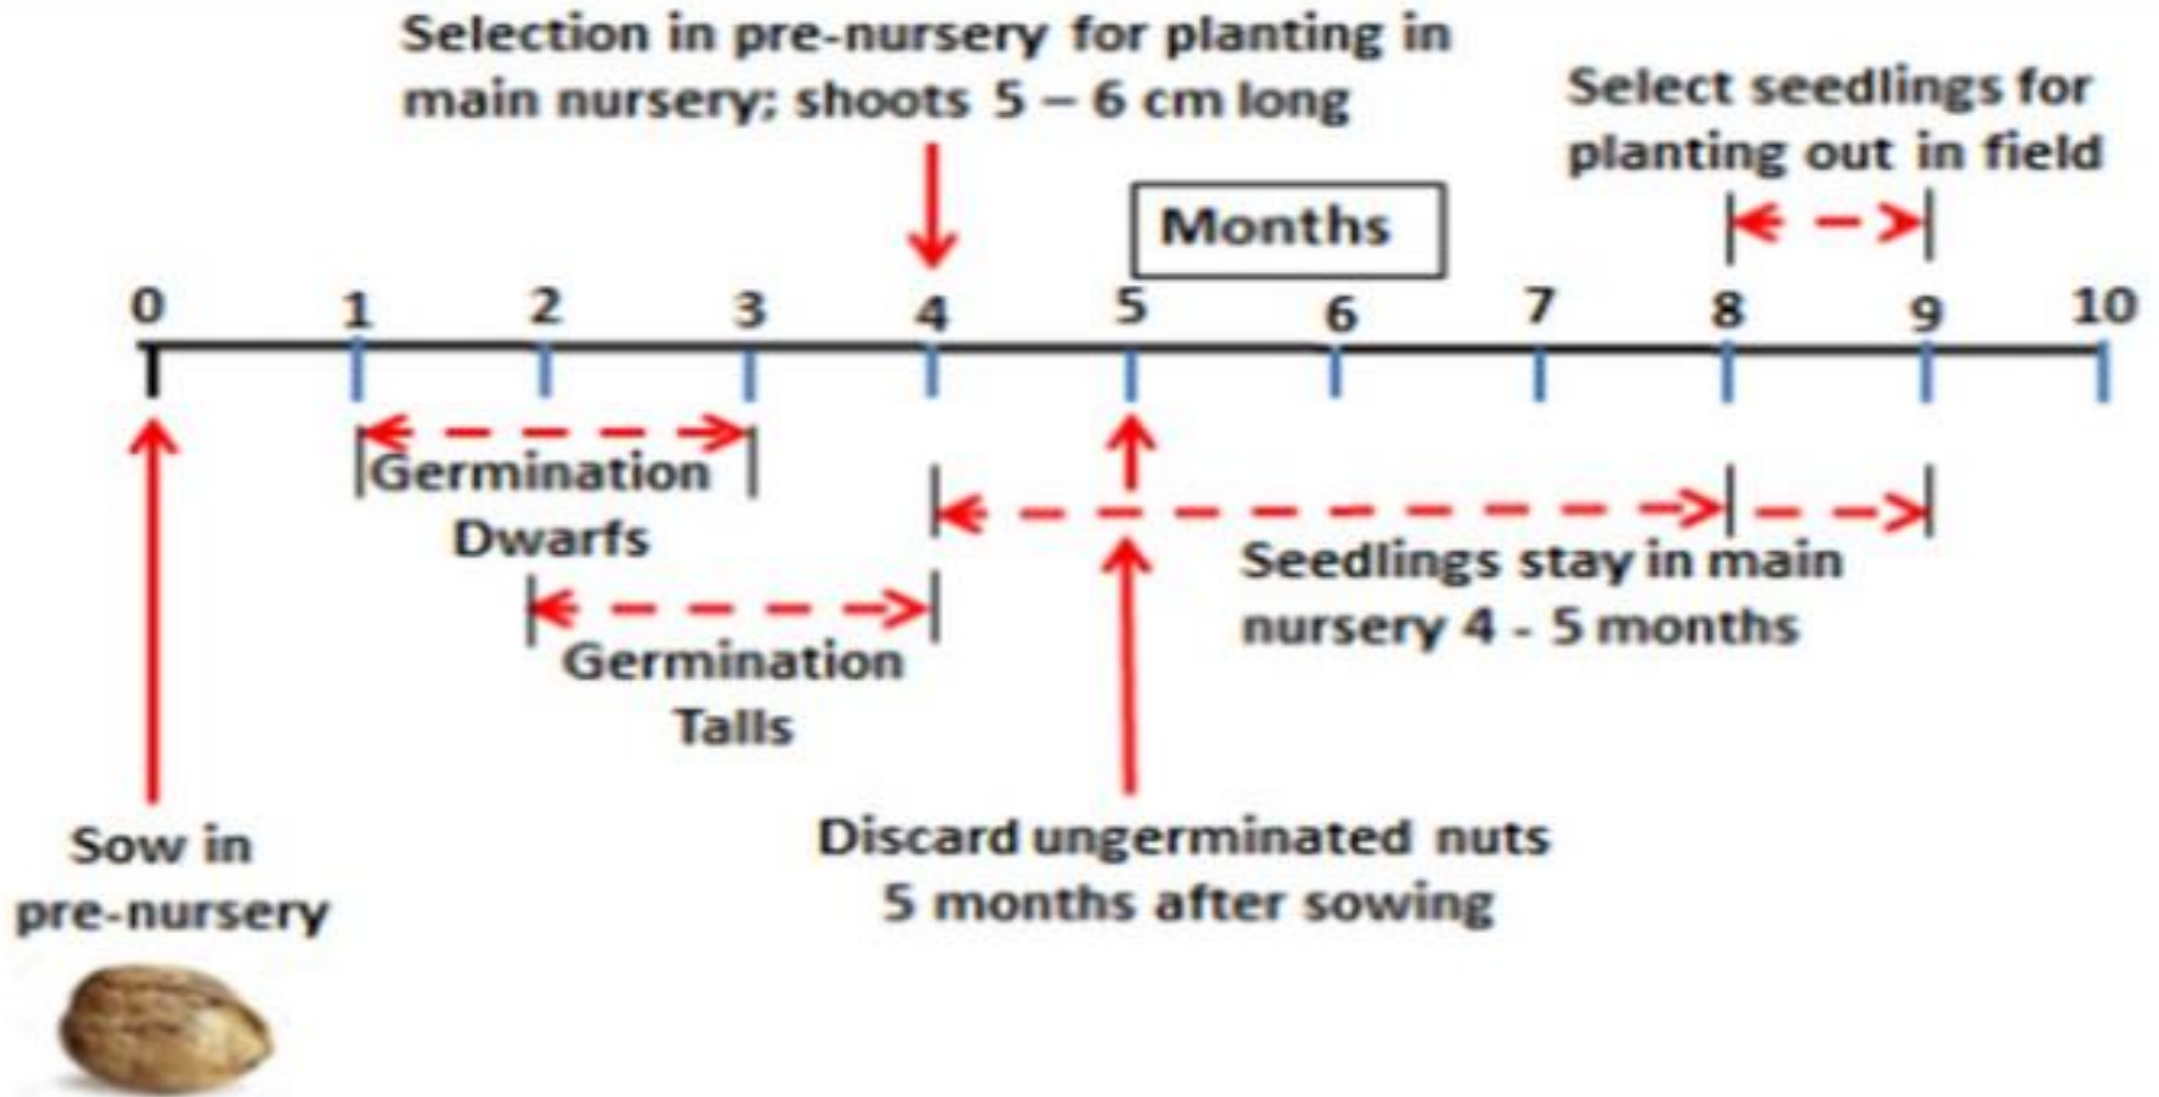 Selection in pre-nursery for planting in
main nursery; shoots 5 – 6 cm long
Select seedlings for
planting out in field
Months
0 1 2 3 4 5 6 7 8 9 10
Germination
Dwarfs
Seedlings stay in main
nursery 4 - 5 months
Germination
Talls
Sow in
pre-nursery
Discard ungerminated nuts
5 months after sowing